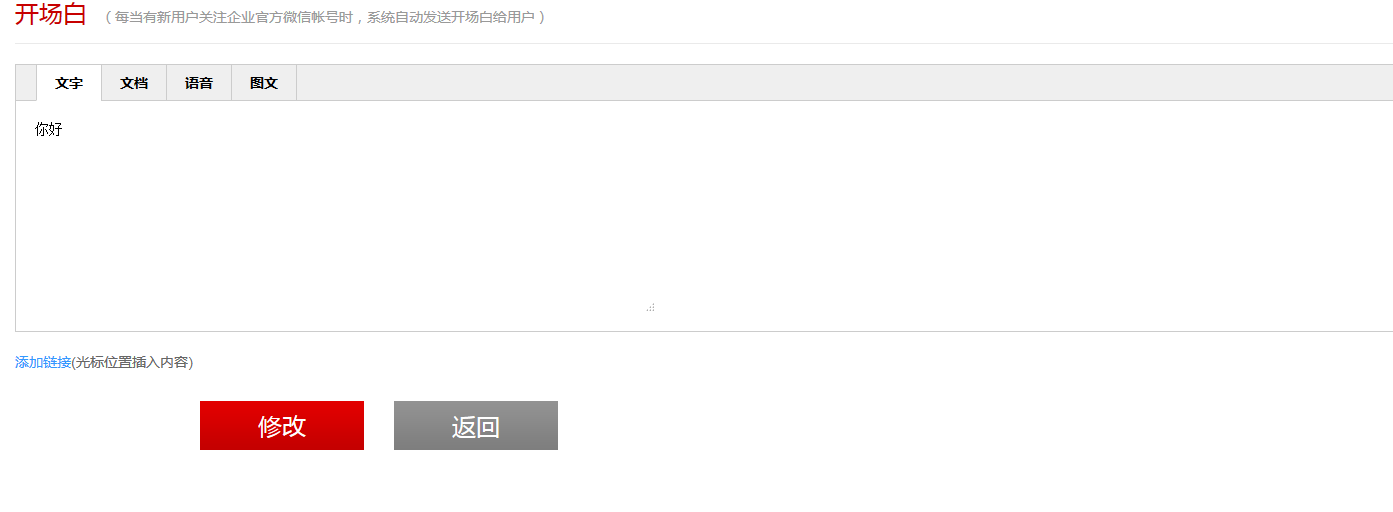 开场白 （每当有新用户关注企业官方微信帐号时，系统自动发送开场白给用户）
文字 文档 语音 图文
你好
添加链接(光标位置插入内容)
修改 返回